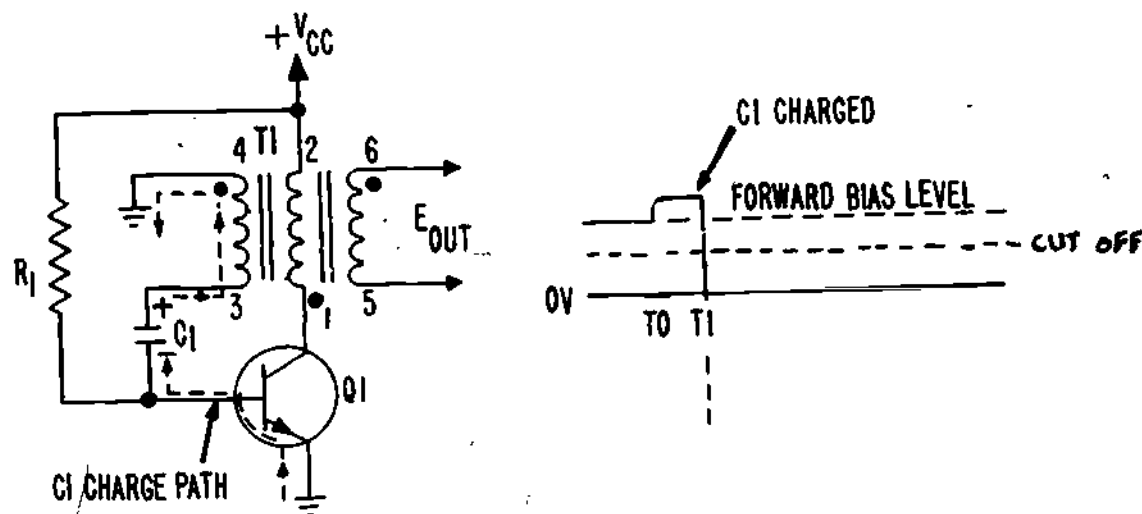 +VCC
4 T1 2 6
R1
EOUT
+ C1
3 1 5
Q1
C1 CHARGE PATH
C1 CHARGED
FORWARD BIAS LEVEL
CUT OFF
0V
T0 T1